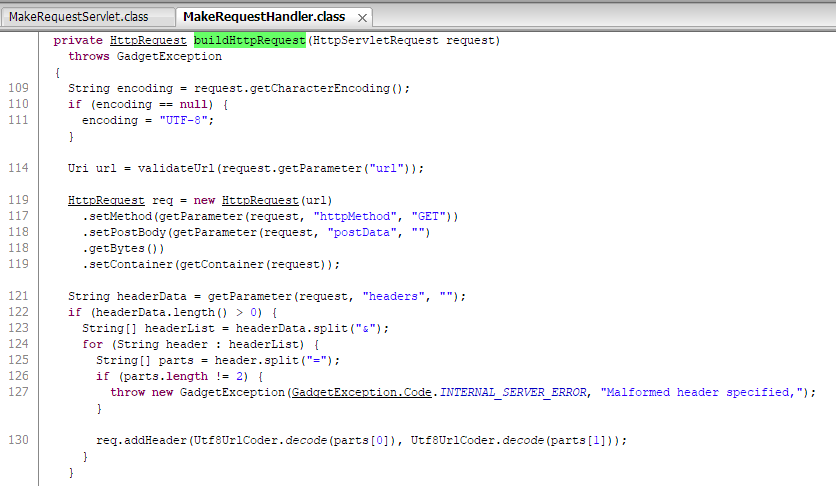 MakeRequestServlet.class MakeRequestHandler.class
private HttpRequest buildHttpRequest(HttpServletRequest request)
throws GadgetException
{
109 String encoding = request.getCharacterEncoding();
110 if (encoding == null) {
111 encoding = "UTF-8";
}
114 Uri url = validateUrl(request.getParameter("url"));
119 HttpRequest req = new HttpRequest(url)
117 .setMethod(getParameter(request, "httpMethod", "GET"))
118 .setPostBody(getParameter(request, "postData", "")
118 .getBytes())
119 .setContainer(getContainer(request));
121 String headerData = getParameter(request, "headers", "");
122 if (headerData.length() > 0) {
123 String[] headerList = headerData.split("&");
124 for (String header : headerList) {
125 String[] parts = header.split("=");
126 if (parts.length != 2) {
127 throw new GadgetException(GadgetException.Code.INTERNAL_SERVER_ERROR, "Malformed header specified,");
}
130 req.addHeader(Utf8UrlCoder.decode(parts[0]), Utf8UrlCoder.decode(parts[1]));
}
}